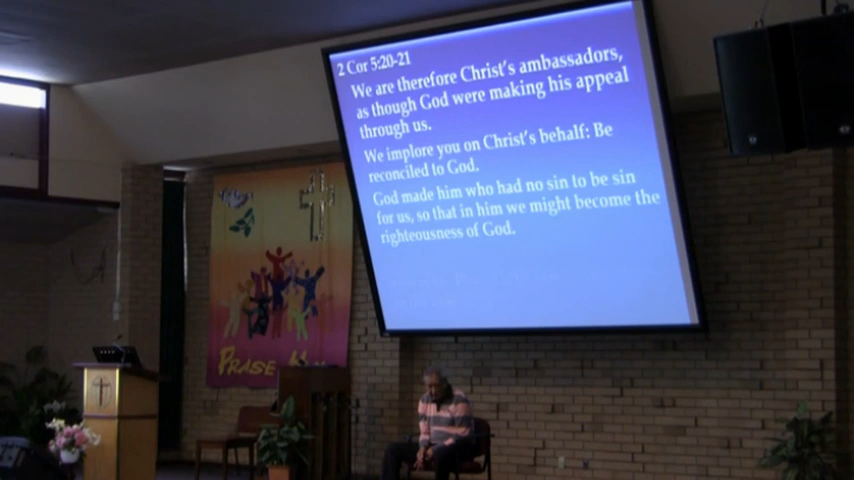 2 Cor 5:20-21
We are therefore Christ's ambassadors,
as though God were making his appeal
through us.
We implore you on Christ's behalf: Be
reconciled to God.
God made him who had no sin to be sin
for us, so that in him we might become the
righteousness of God.
PRAISE